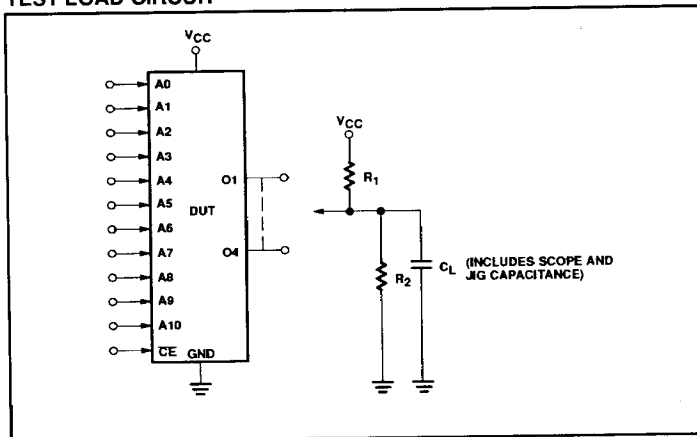 TEST LOAD CIRCUIT
VCC
A0
A1
A2
A3
A4
A5
A6
A7
A8
A9
A10
CE GND
DUT
O1
O4
VCC
R1
R2
CL (INCLUDES SCOPE AND
JIG CAPACITANCE)